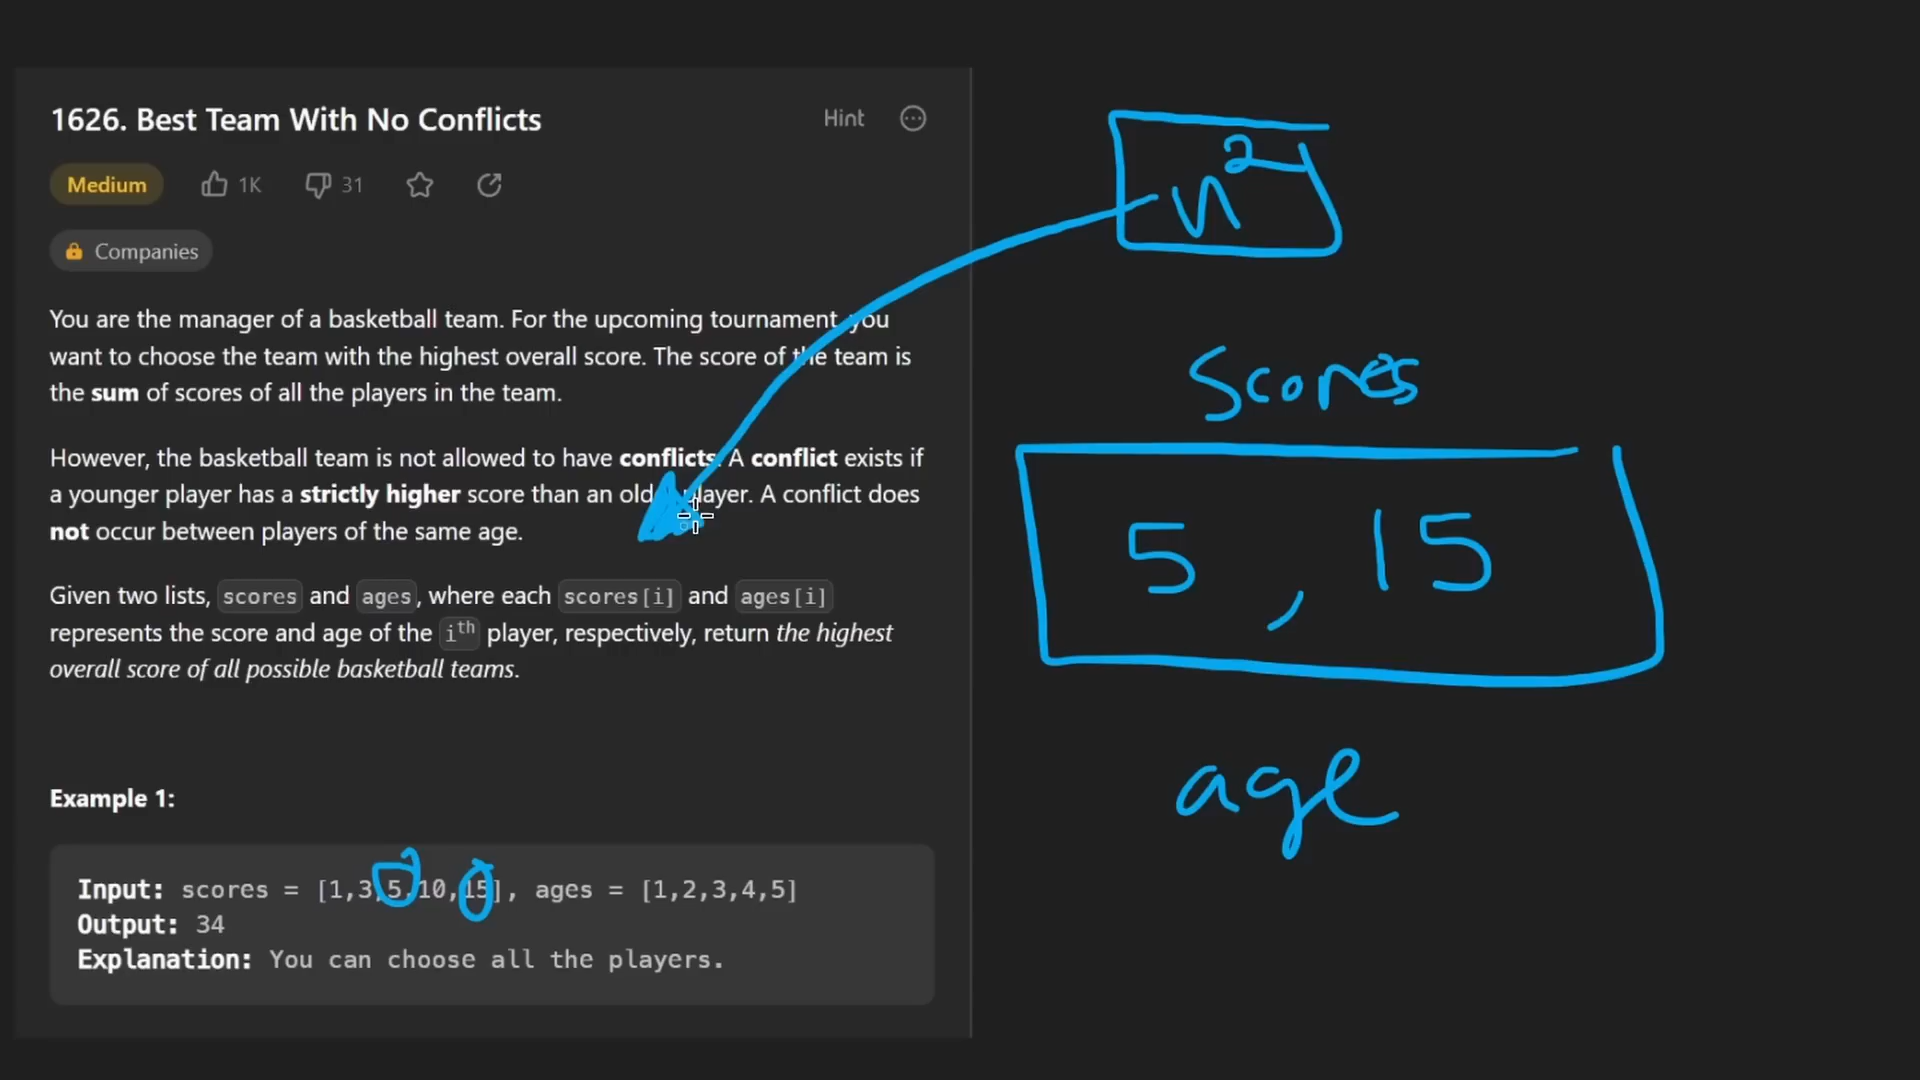 1626. Best Team With No Conflicts
Hint
Medium 1K 31
Companies
You are the manager of a basketball team. For the upcoming tournament, you
want to choose the team with the highest overall score. The score of the team is
the sum of scores of all the players in the team.
However, the basketball team is not allowed to have conflicts. A conflict exists if
a younger player has a strictly higher score than an older player. A conflict does
not occur between players of the same age.
Given two lists, scores and ages, where each scores[i] and ages[i]
represents the score and age of the ith player, respectively, return the highest
overall score of all possible basketball teams.
Example 1:
Input: scores = [1,3,5,10,15], ages = [1,2,3,4,5]
Output: 34
Explanation: You can choose all the players.
n²
Scores
5 , 15
age